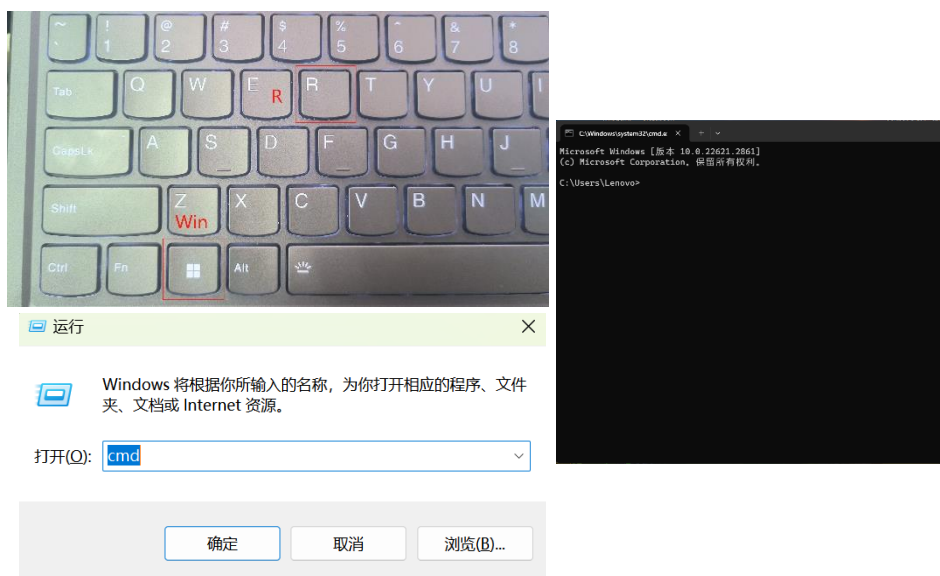 ~ ! @ # $ % ^ & *
` 1 2 3 4 5 6 7 8
Tab Q W E R R T Y U I
CapsLk A S D F G H J
Shift Z X C V B N M
Win
Ctrl Fn Alt
运行
Windows 将根据你所输入的名称，为你打开相应的程序、文件
夹、文档或 Internet 资源。
打开(O): cmd
确定 取消 浏览(B)...
C:\Windows\system32\cmd.e
Microsoft Windows [版本 10.0.22621.2861]
(c) Microsoft Corporation。保留所有权利。
C:\Users\Lenovo>